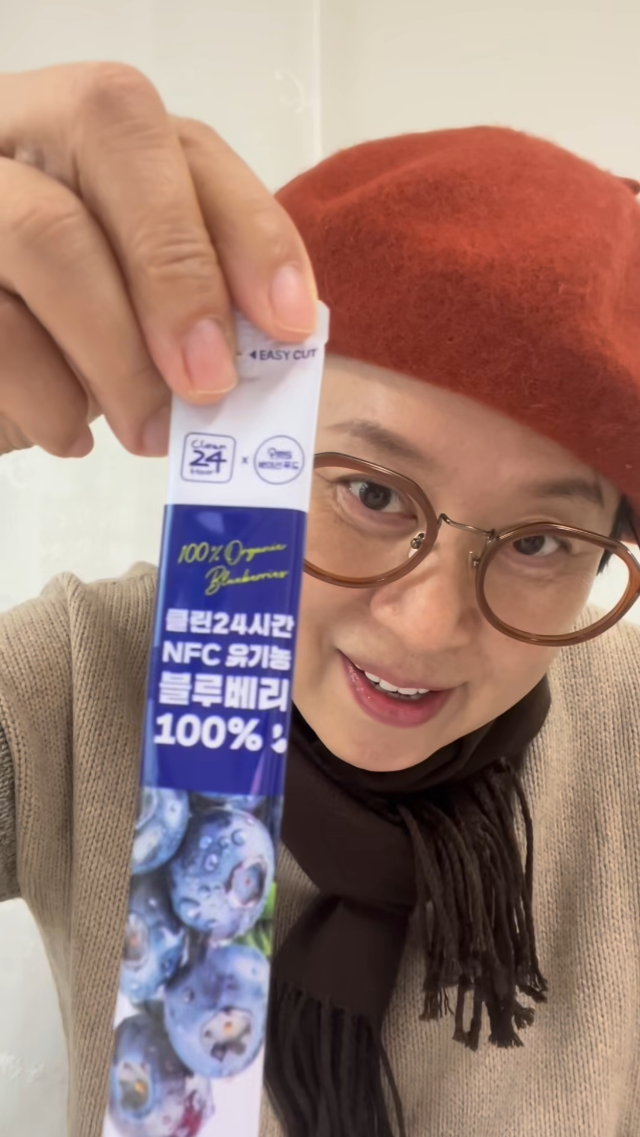 ◀EASY CUT
Clean
24
x
100% Organic
Blueberries
클린24시간
NFC 유기농
블루베리
100%